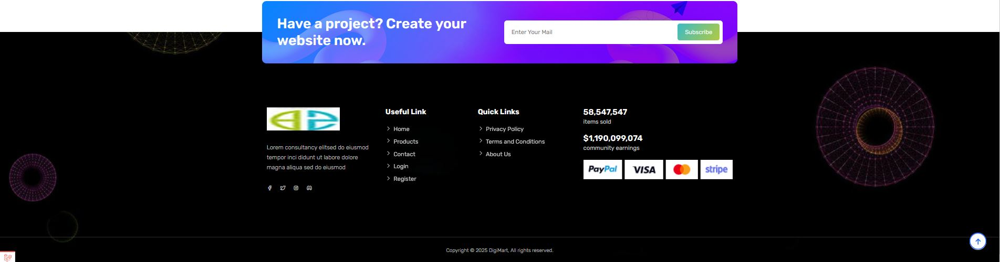 Have a project? Create your
website now.
Enter Your Mail
Subscribe
Lorem consultancy elitsed do eiusmod
tempor inci didunt ut labore dolore
magna aliqua sed do eiusmod
Useful Link
Home
Products
Contact
Login
Register
Quick Links
Privacy Policy
Terms and Conditions
About Us
58,547,547
items sold
$1,190,099,074
community earnings
PayPal
VISA
stripe
Copyright © 2025 DigiMart, All rights reserved.